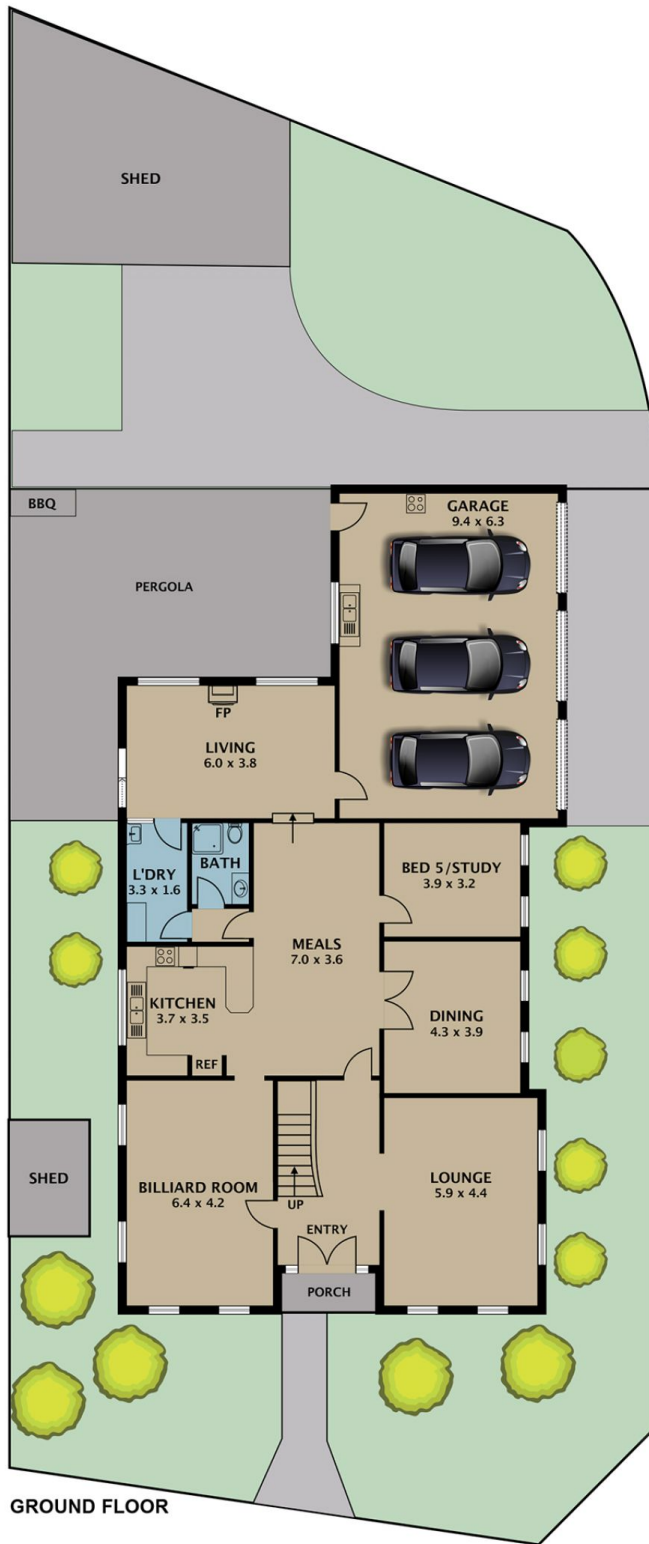 SHED
BBQ
GARAGE
9.4 x 6.3
PERGOLA
FP
LIVING
6.0 x 3.8
L'DRY
3.3 x 1.6
BATH
BED 5/STUDY
3.9 x 3.2
MEALS
7.0 x 3.6
KITCHEN
3.7 x 3.5
DINING
4.3 x 3.9
REF
SHED
BILLIARD ROOM
6.4 x 4.2
UP
ENTRY
LOUNGE
5.9 x 4.4
PORCH
GROUND FLOOR